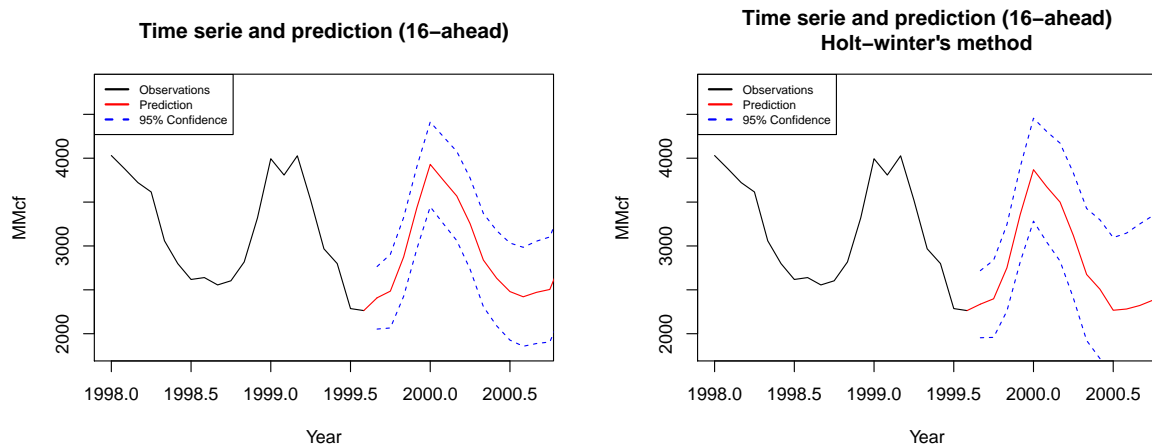 Time serie and prediction (16−ahead)
Observations
Prediction
95% Confidence
MMcf
4000
3000
2000
1998.0 1998.5 1999.0 1999.5 2000.0 2000.5
Year
Time serie and prediction (16−ahead)
Holt−winter's method
Observations
Prediction
95% Confidence
MMcf
4000
3000
2000
1998.0 1998.5 1999.0 1999.5 2000.0 2000.5
Year